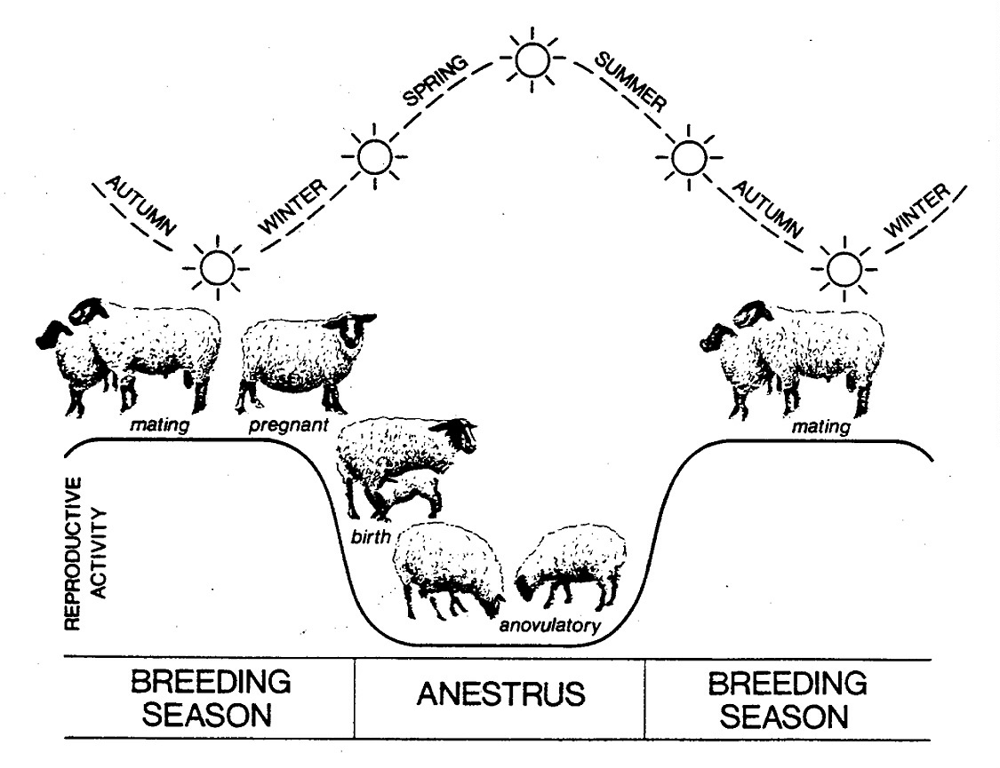 SPRING
SUMMER
AUTUMN
WINTER
AUTUMN
WINTER
mating
pregnant
mating
birth
anovulatory
REPRODUCTIVE
ACTIVITY
BREEDING
SEASON
ANESTRUS
BREEDING
SEASON